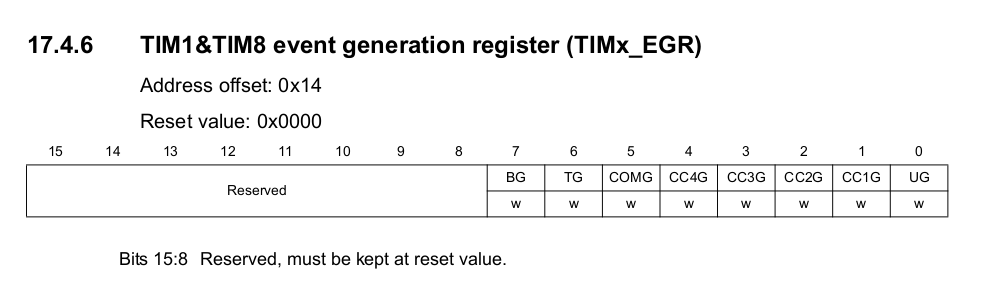 17.4.6 TIM1&TIM8 event generation register (TIMx_EGR)
Address offset: 0x14
Reset value: 0x0000
15 14 13 12 11 10 9 8 7 6 5 4 3 2 1 0
Reserved BG TG COMG CC4G CC3G CC2G CC1G UG
w w w w w w w w
Bits 15:8 Reserved, must be kept at reset value.